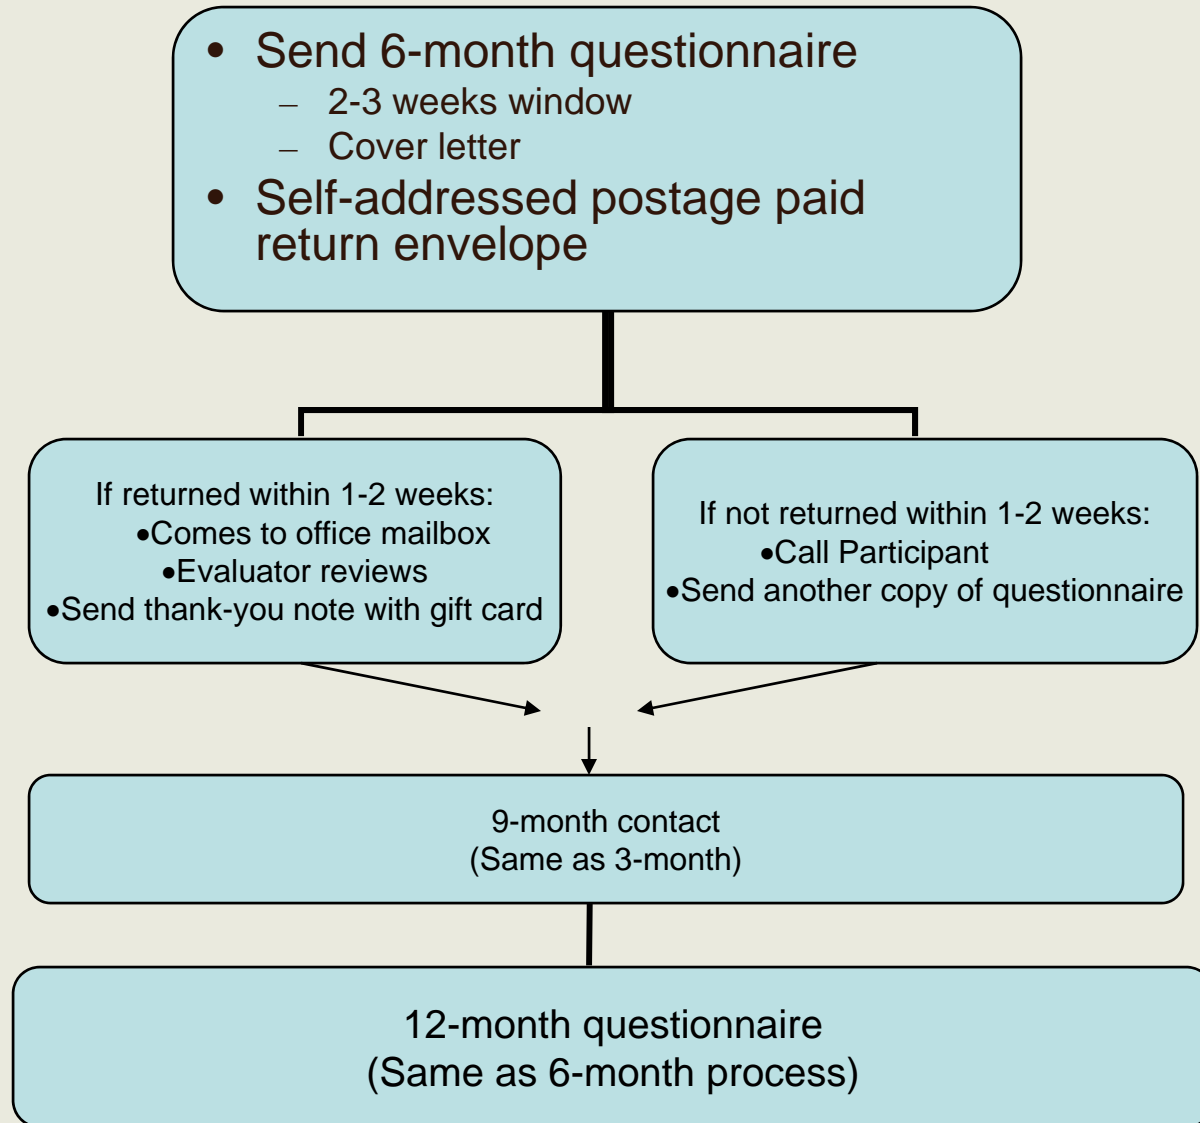 • Send 6-month questionnaire
– 2-3 weeks window
– Cover letter
• Self-addressed postage paid
return envelope
If returned within 1-2 weeks:
•Comes to office mailbox
•Evaluator reviews
•Send thank-you note with gift card
If not returned within 1-2 weeks:
•Call Participant
•Send another copy of questionnaire
9-month contact
(Same as 3-month)
12-month questionnaire
(Same as 6-month process)